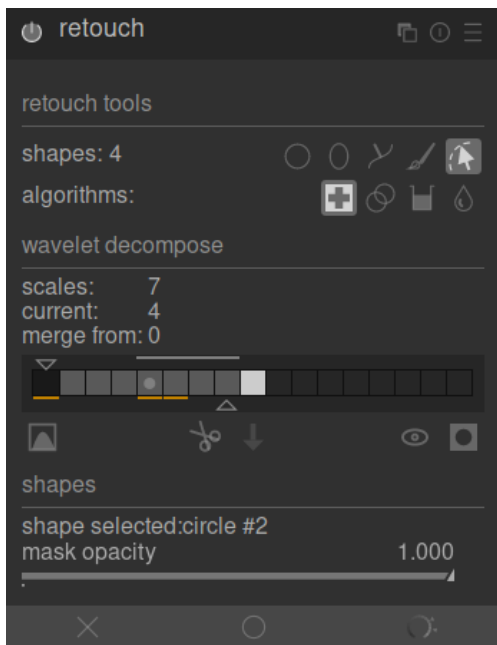 retouch
retouch tools
shapes: 4
algorithms:
wavelet decompose
scales: 7
current: 4
merge from: 0
shapes
shape selected:circle #2
mask opacity 1.000